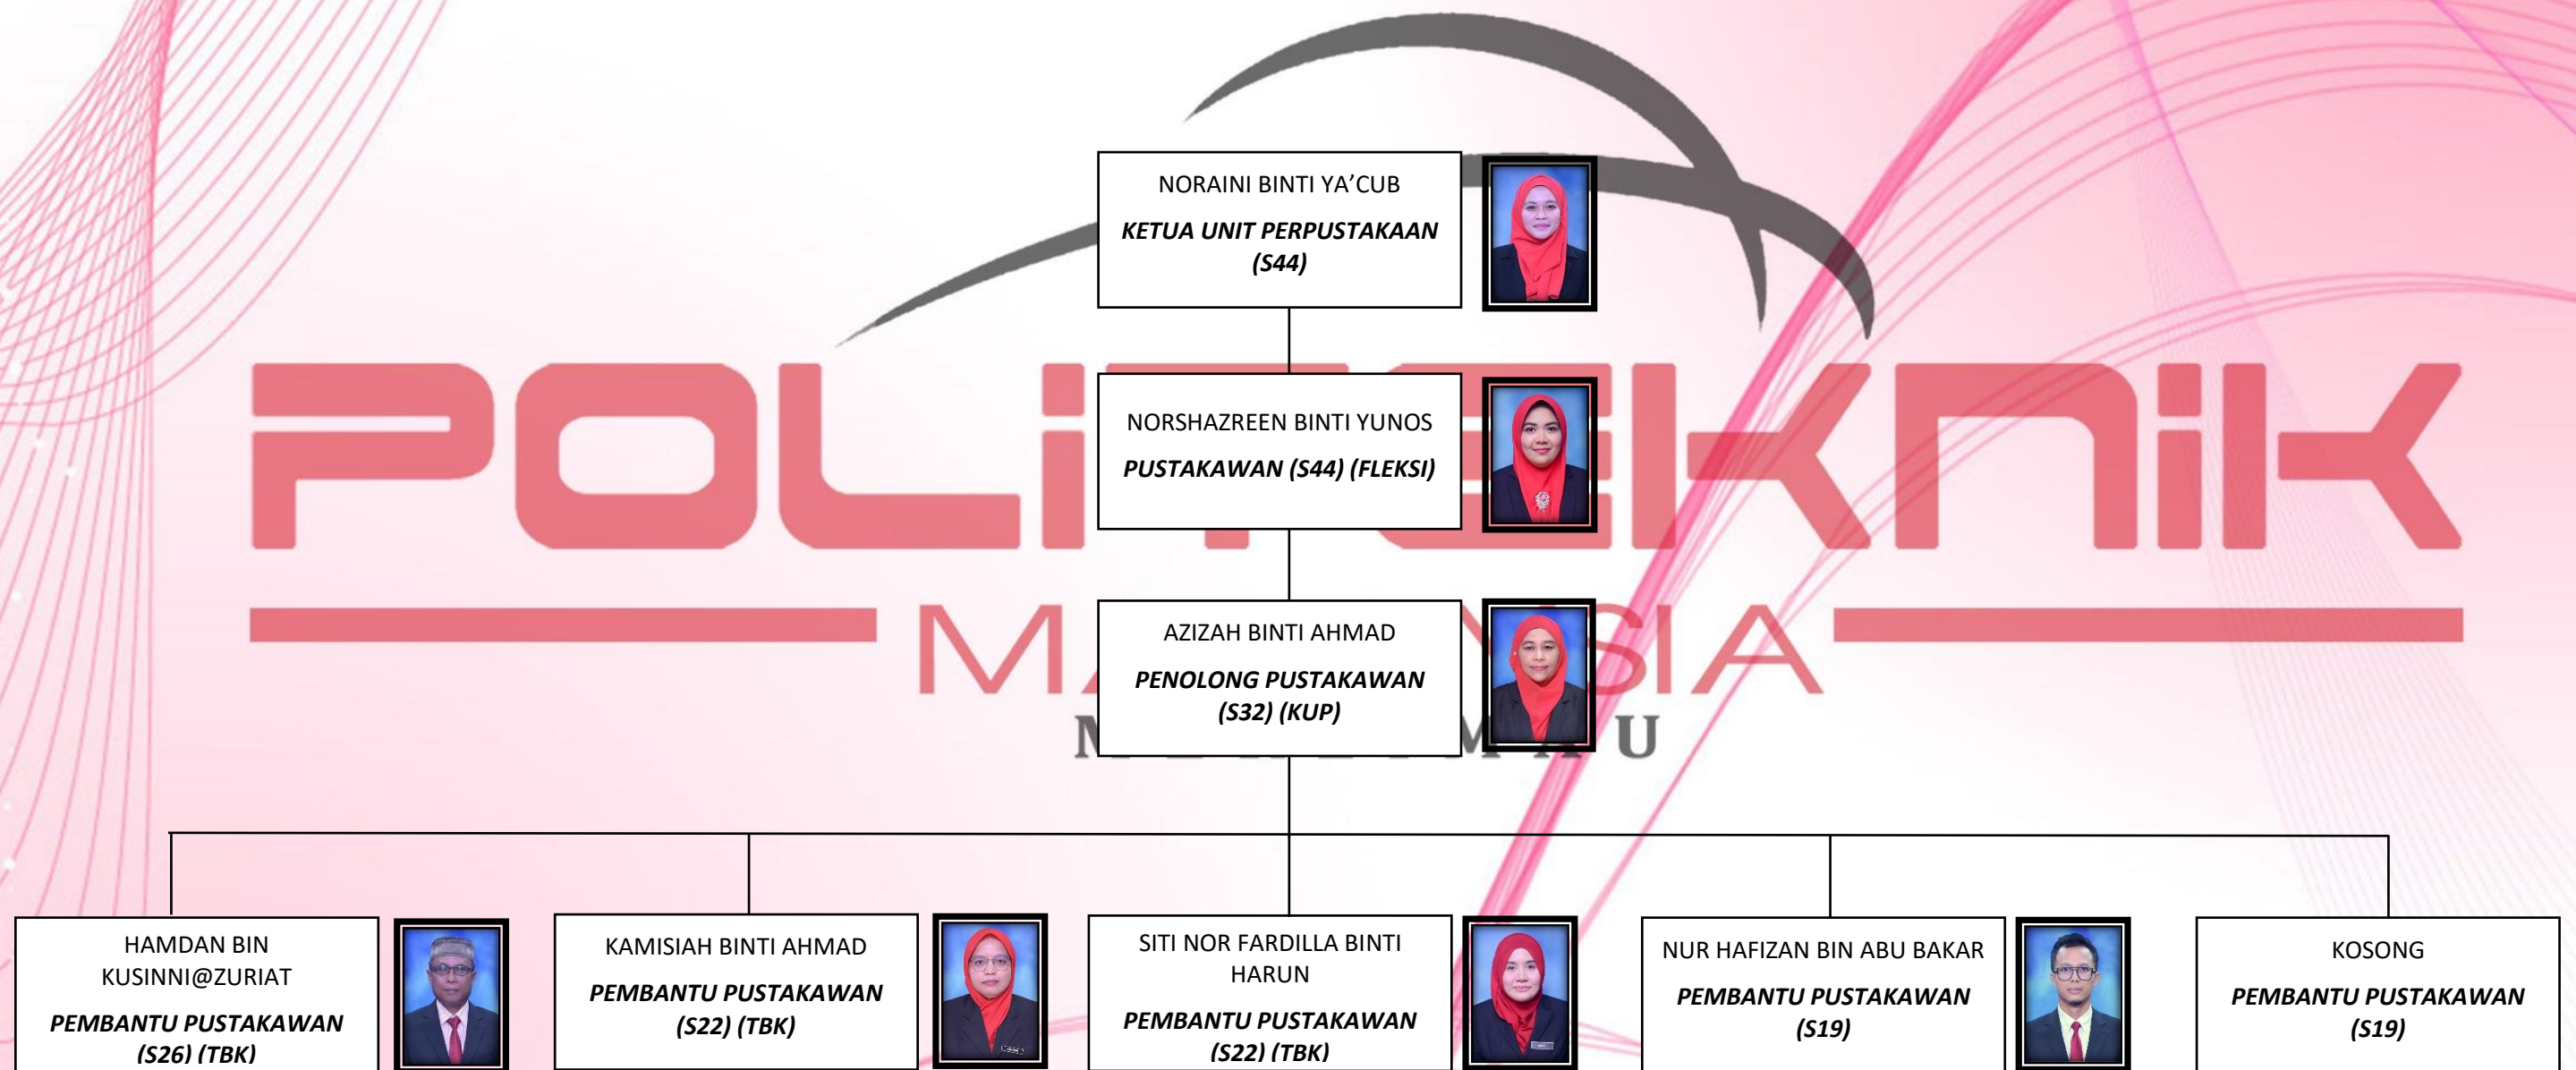 NORAINI BINTI YA’CUB
KETUA UNIT PERPUSTAKAAN
(S44)
POLITEKNIK
NORSHAZREEN BINTI YUNOS
PUSTAKAWAN (S44) (FLEKSI)
AZIZAH BINTI AHMAD
PENOLONG PUSTAKAWAN
(S32) (KUP)
HAMDAN BIN
KUSINNI@ZURIAT
PEMBANTU PUSTAKAWAN
(S26) (TBK)
KAMISIAH BINTI AHMAD
PEMBANTU PUSTAKAWAN
(S22) (TBK)
SITI NOR FARDILLA BINTI
HARUN
PEMBANTU PUSTAKAWAN
(S22) (TBK)
NUR HAFIZAN BIN ABU BAKAR
PEMBANTU PUSTAKAWAN
(S19)
KOSONG
PEMBANTU PUSTAKAWAN
(S19)